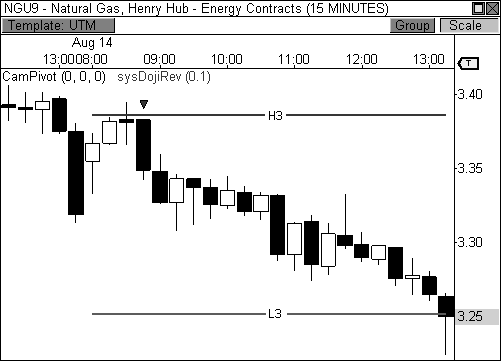 NGU9 - Natural Gas, Henry Hub - Energy Contracts (15 MINUTES)
Template: UTM Group Scale
Aug 14
13:00 08:00 09:00 10:00 11:00 12:00 13:00 T
CamPivot (0, 0, 0) sysDojiRev (0.1)
3.40
H3
3.35
3.30
L3 3.25